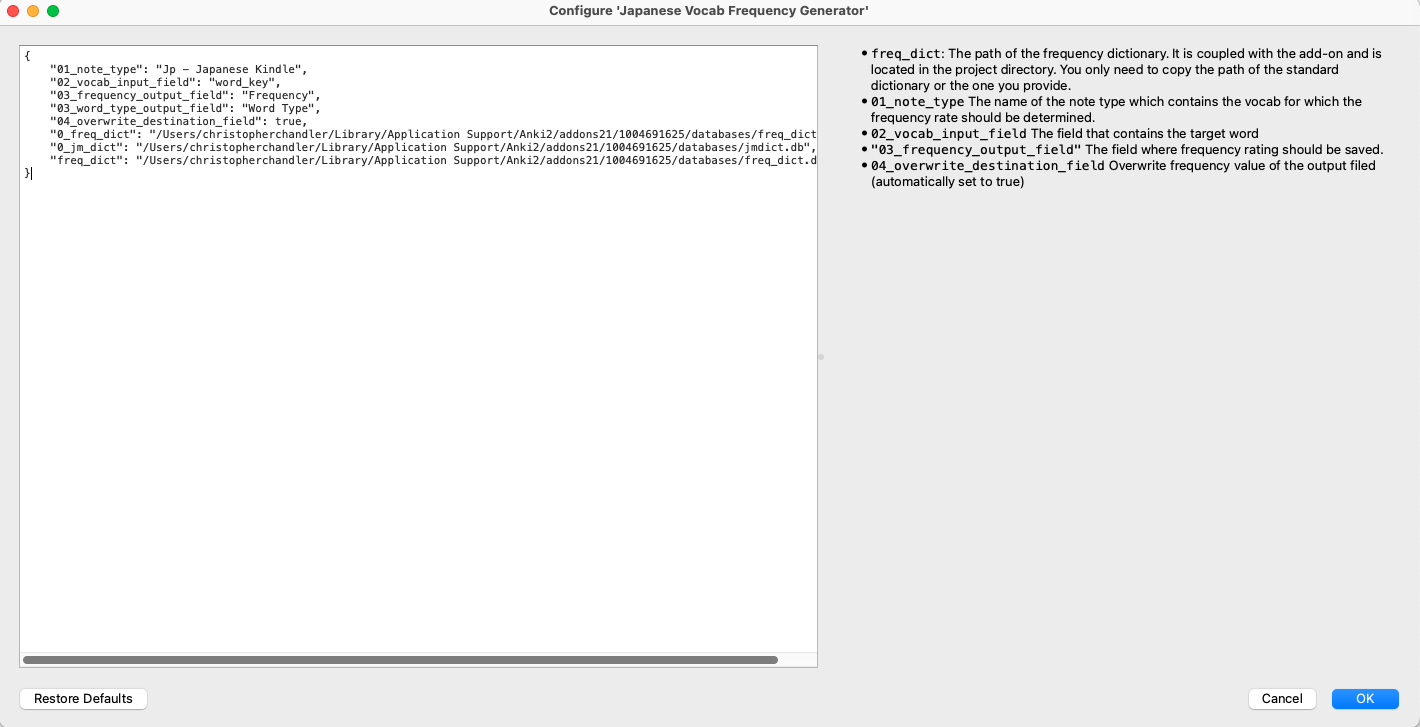 Configure 'Japanese Vocab Frequency Generator'
{
    "01_note_type": "Jp – Japanese Kindle",
    "02_vocab_input_field": "word_key",
    "03_frequency_output_field": "Frequency",
    "03_word_type_output_field": "Word Type",
    "04_overwrite_destination_field": true,
    "0_freq_dict": "/Users/christopherchandler/Library/Application Support/Anki2/addons21/1004691625/databases/freq_dict
    "0_jm_dict": "/Users/christopherchandler/Library/Application Support/Anki2/addons21/1004691625/databases/jmdict.db",
    "freq_dict": "/Users/christopherchandler/Library/Application Support/Anki2/addons21/1004691625/databases/freq_dict.d
}
• freq_dict: The path of the frequency dictionary. It is coupled with the add-on and is
located in the project directory. You only need to copy the path of the standard
dictionary or the one you provide.
• 01_note_type The name of the note type which contains the vocab for which the
frequency rate should be determined.
• 02_vocab_input_field The field that contains the target word
• "03_frequency_output_field" The field where frequency rating should be saved.
• 04_overwrite_destination_field Overwrite frequency value of the output filed
(automatically set to true)
Restore Defaults
Cancel
OK